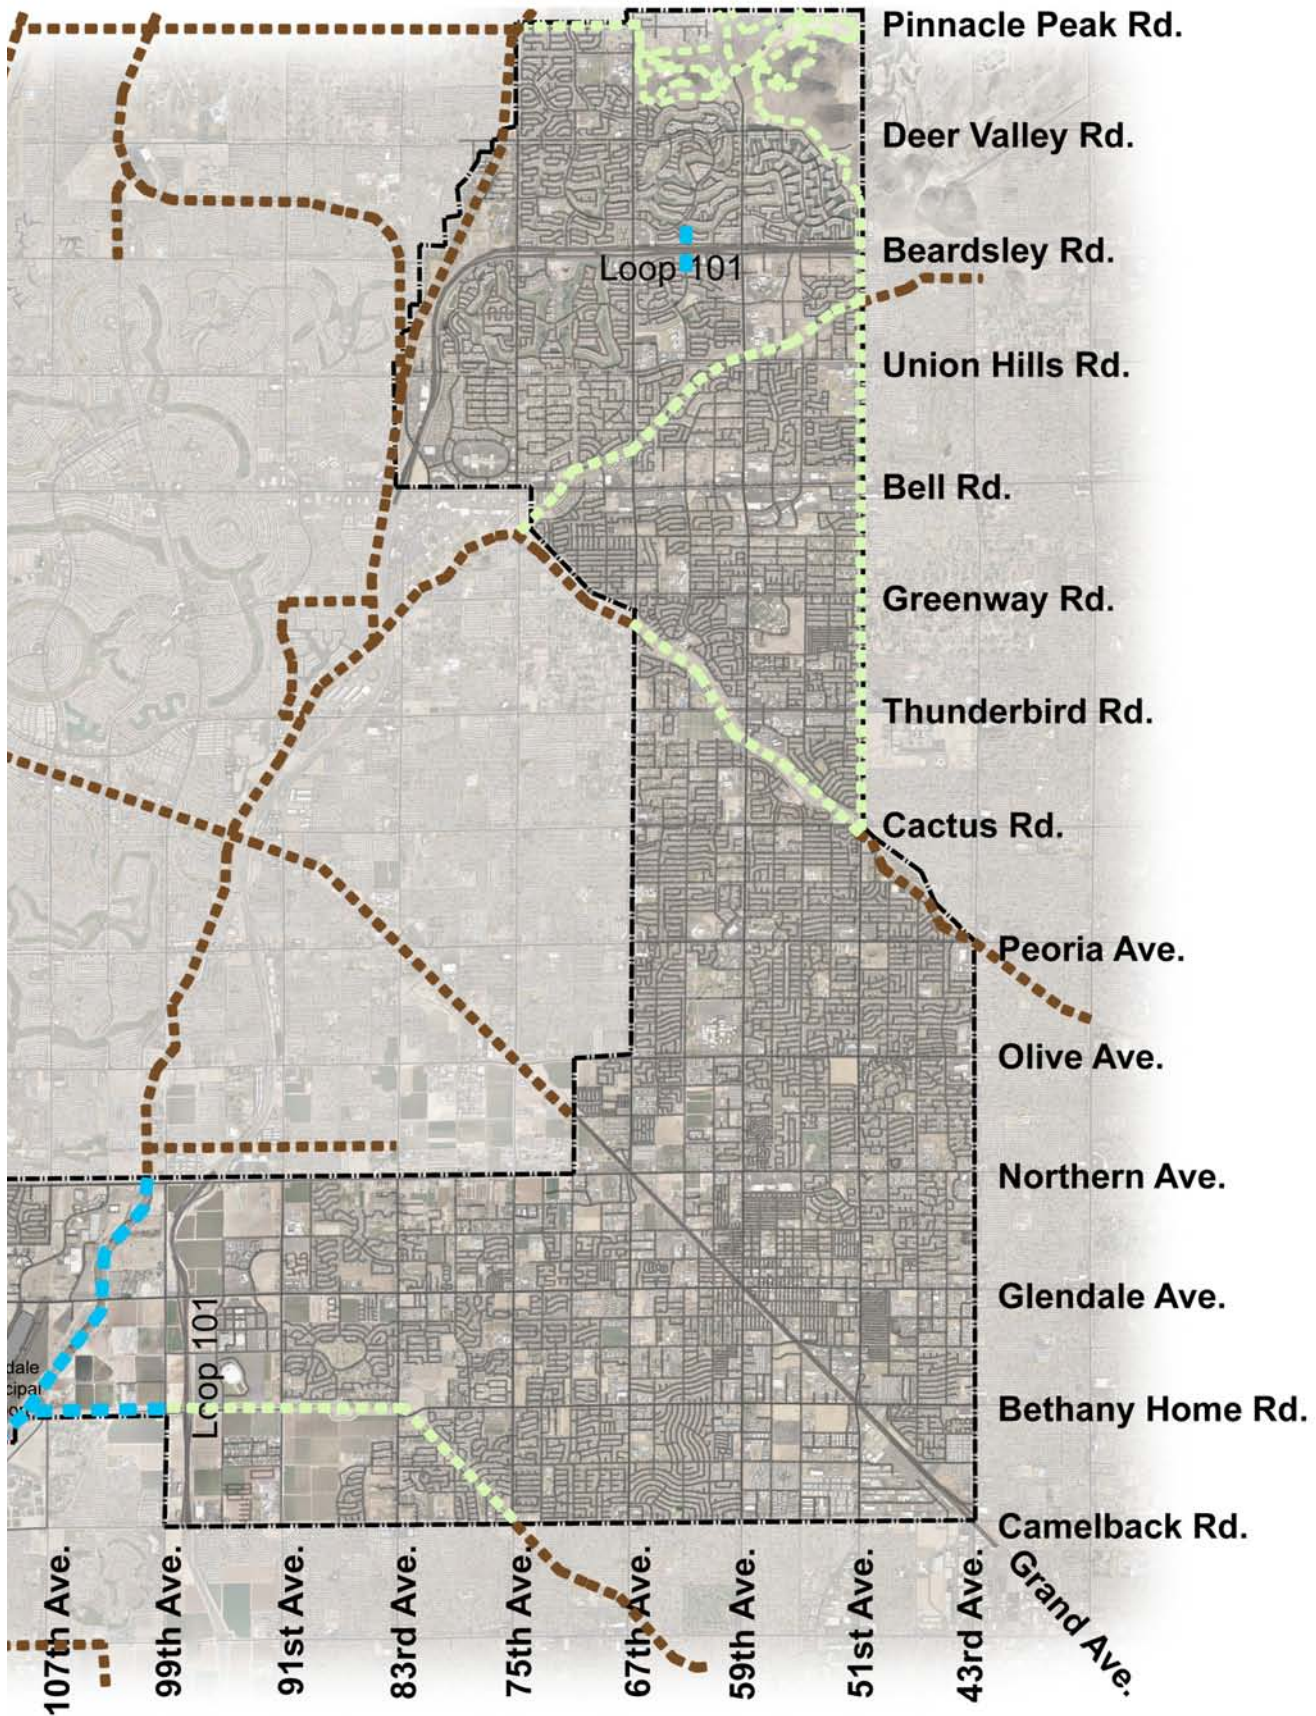 Pinnacle Peak Rd.
Deer Valley Rd.
Beardsley Rd.
Loop 101
Union Hills Rd.
Bell Rd.
Greenway Rd.
Thunderbird Rd.
Cactus Rd.
Peoria Ave.
Olive Ave.
Northern Ave.
Glendale Ave.
Loop 101
dale
cipal
Bethany Home Rd.
Camelback Rd.
107th Ave.
99th Ave.
91st Ave.
83rd Ave.
75th Ave.
67th Ave.
59th Ave.
51st Ave.
43rd Ave.
Grand Ave.